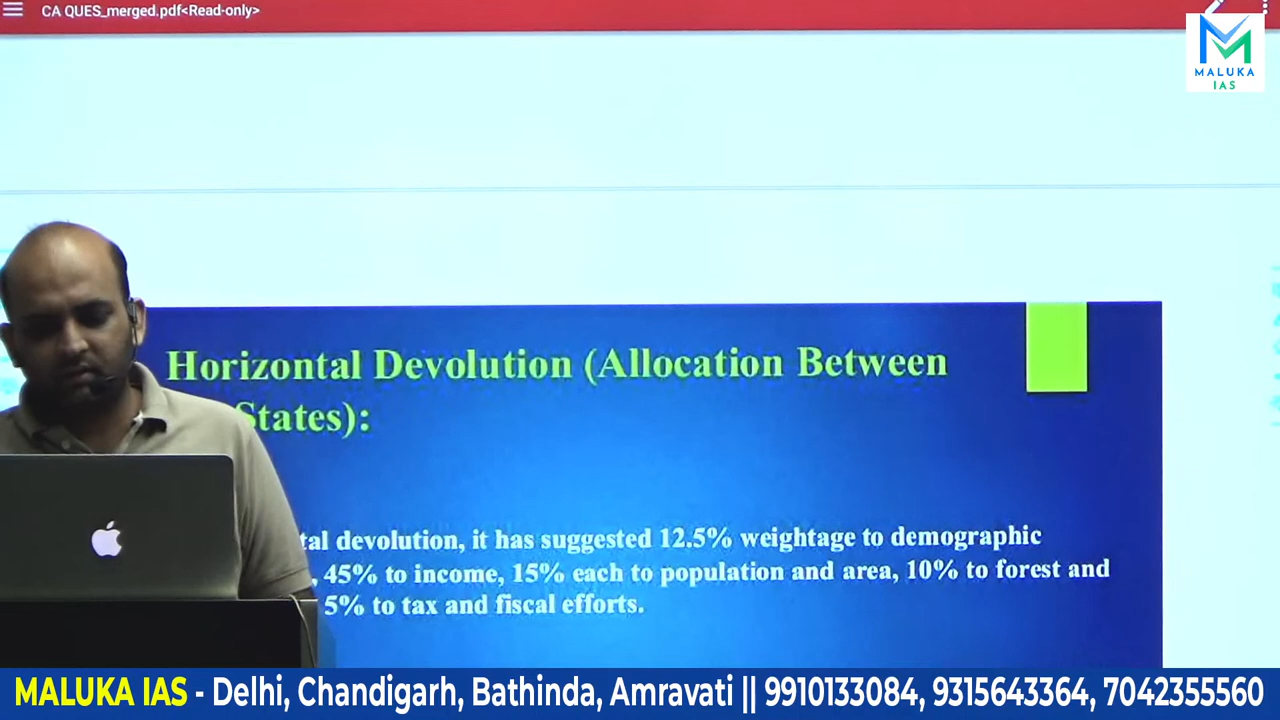 CA QUES_merged.pdf<Read-only>
MALUKA
IAS
Horizontal Devolution (Allocation Between
States):
devolution, it has suggested 12.5% weightage to demographic
45% to income, 15% each to population and area, 10% to forest and
5% to tax and fiscal efforts.
MALUKA IAS - Delhi, Chandigarh, Bathinda, Amravati || 9910133084, 9315643364, 7042355560